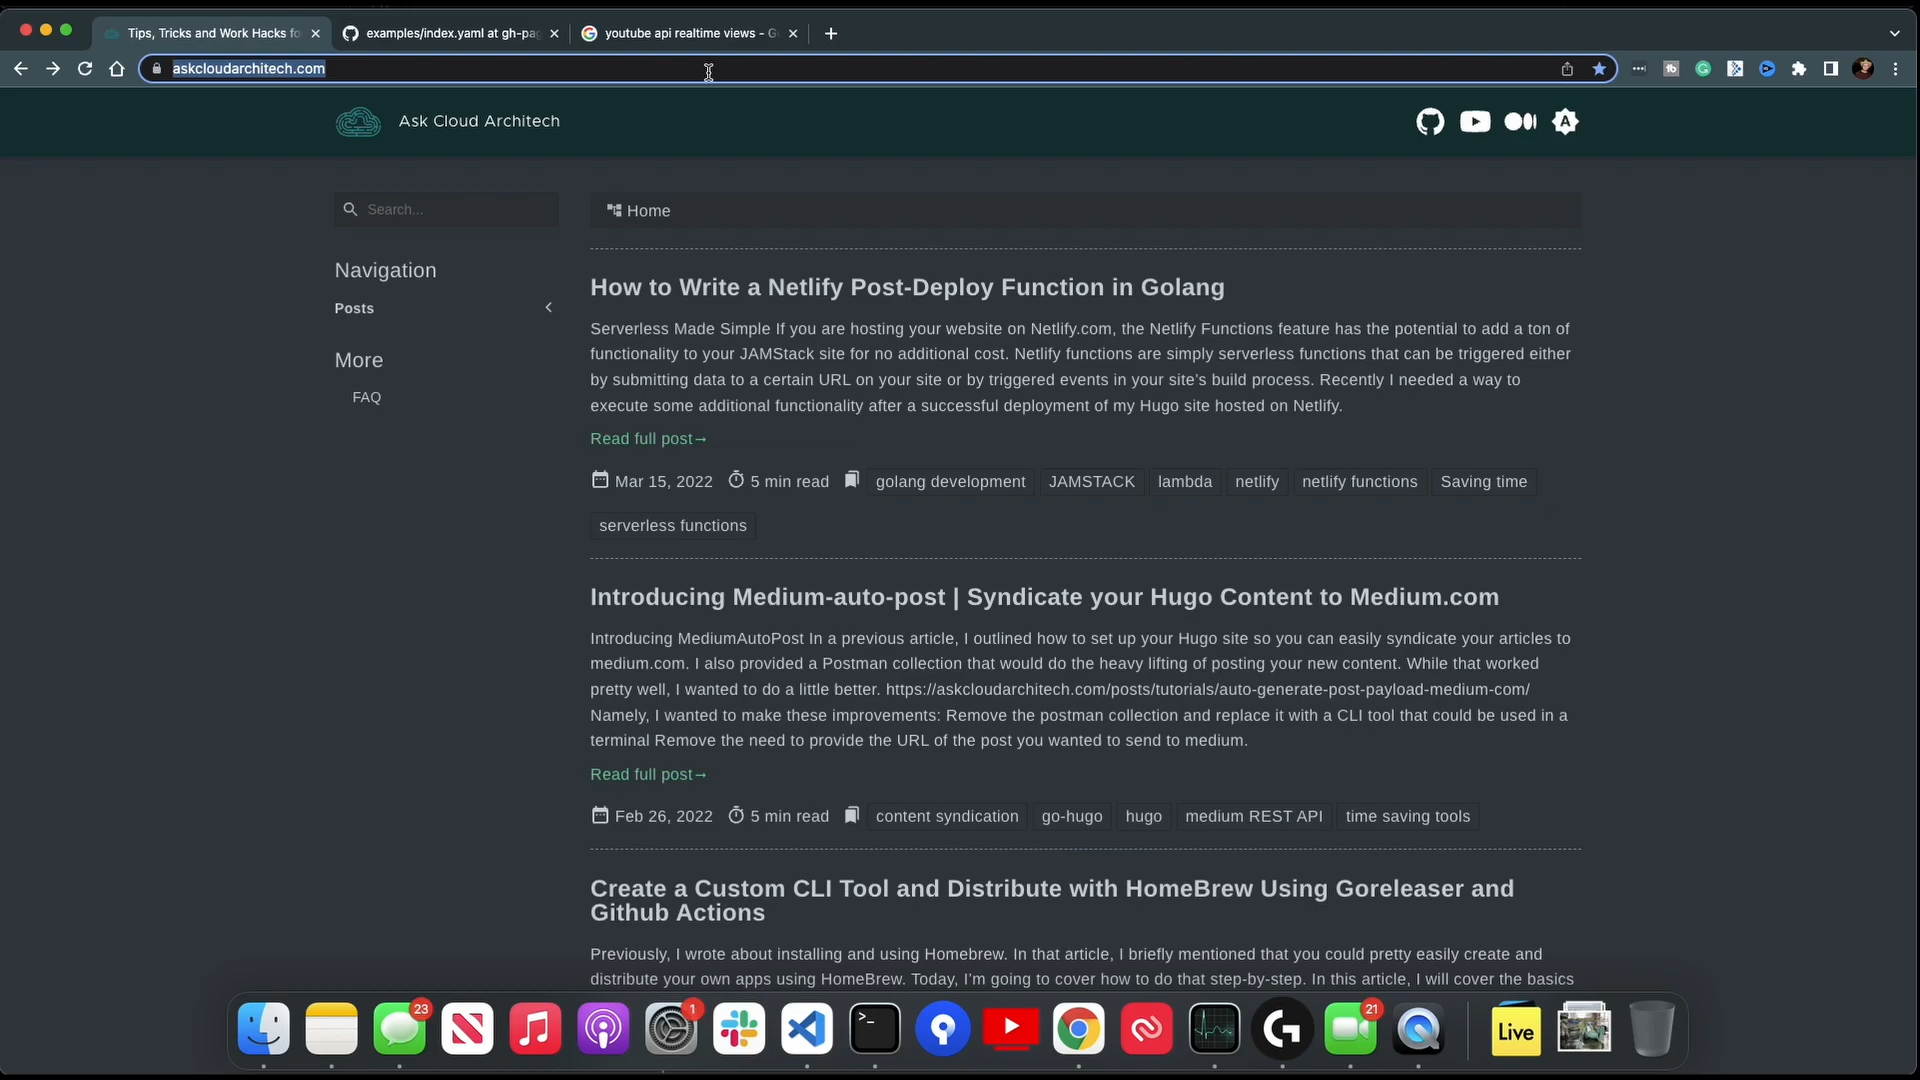 Tips, Tricks and Work Hacks fo
examples/index.yaml at gh-pag
youtube api realtime views - G
askcloudarchitech.com
Ask Cloud Architech
Search...
Home
Navigation
Posts
More
FAQ
How to Write a Netlify Post-Deploy Function in Golang
Serverless Made Simple If you are hosting your website on Netlify.com, the Netlify Functions feature has the potential to add a ton of
functionality to your JAMStack site for no additional cost. Netlify functions are simply serverless functions that can be triggered either
by submitting data to a certain URL on your site or by triggered events in your site's build process. Recently I needed a way to
execute some additional functionality after a successful deployment of my Hugo site hosted on Netlify.
Read full post→
Mar 15, 2022 5 min read golang development JAMSTACK lambda netlify netlify functions Saving time
serverless functions
Introducing Medium-auto-post | Syndicate your Hugo Content to Medium.com
Introducing MediumAutoPost In a previous article, I outlined how to set up your Hugo site so you can easily syndicate your articles to
medium.com. I also provided a Postman collection that would do the heavy lifting of posting your new content. While that worked
pretty well, I wanted to do a little better. https://askcloudarchitech.com/posts/tutorials/auto-generate-post-payload-medium-com/
Namely, I wanted to make these improvements: Remove the postman collection and replace it with a CLI tool that could be used in a
terminal Remove the need to provide the URL of the post you wanted to send to medium.
Read full post→
Feb 26, 2022 5 min read content syndication go-hugo hugo medium REST API time saving tools
Create a Custom CLI Tool and Distribute with HomeBrew Using Goreleaser and
Github Actions
Previously, I wrote about installing and using Homebrew. In that article, I briefly mentioned that you could pretty easily create and
distribute your own apps using HomeBrew. Today, I'm going to cover how to do that step-by-step. In this article, I will cover the basics
23
1
21
Live